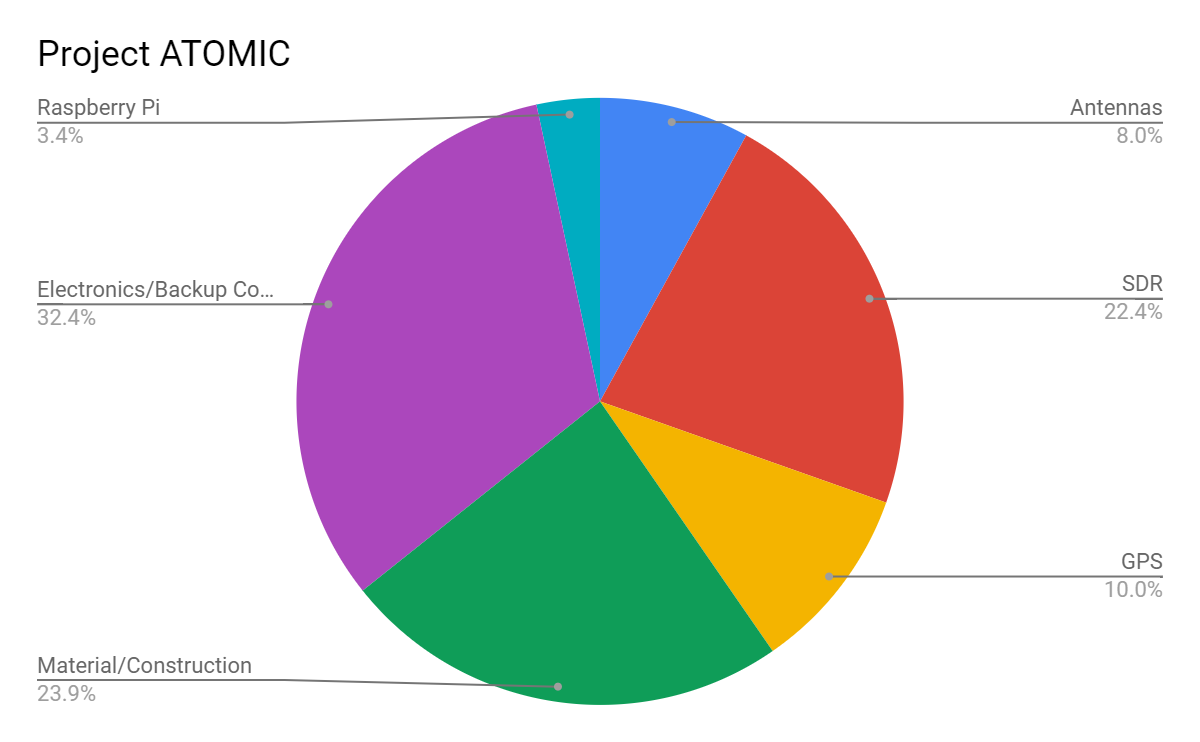 Project ATOMIC
Raspberry Pi
3.4%
Electronics/Backup Co...
32.4%
Material/Construction
23.9%
Antennas
8.0%
SDR
22.4%
GPS
10.0%